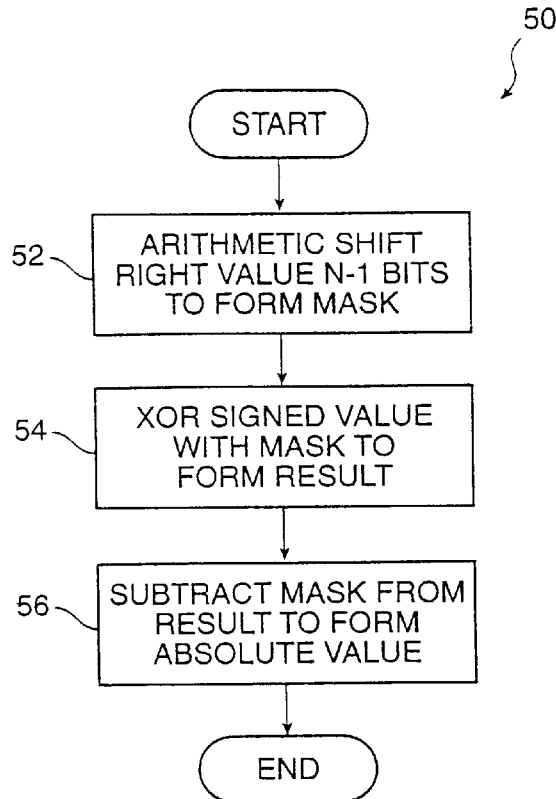 50
START
52
ARITHMETIC SHIFT
RIGHT VALUE N-1 BITS
TO FORM MASK
54
XOR SIGNED VALUE
WITH MASK TO
FORM RESULT
56
SUBTRACT MASK FROM
RESULT TO FORM
ABSOLUTE VALUE
END